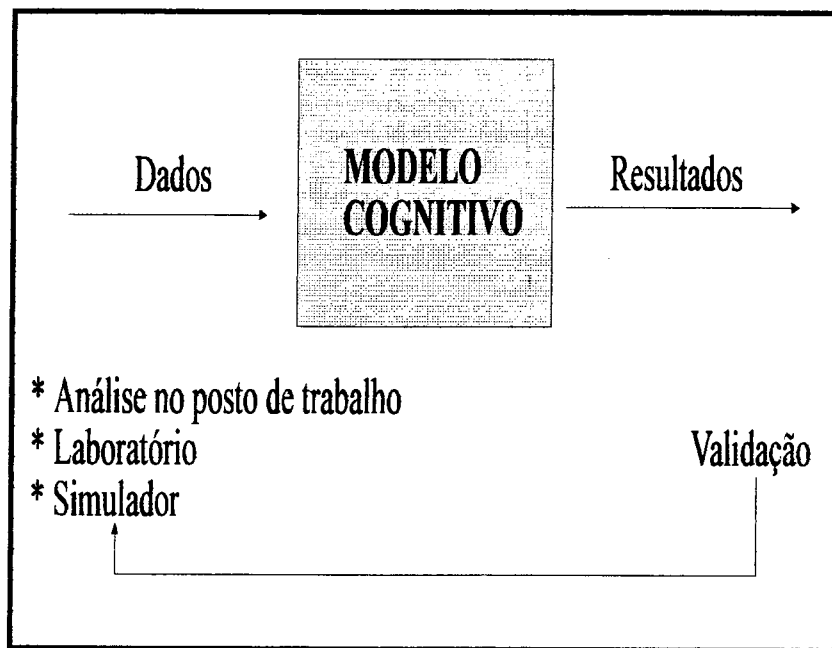 Dados
MODELO
COGNITIVO
Resultados
* Análise no posto de trabalho
* Laboratório
* Simulador
Validação